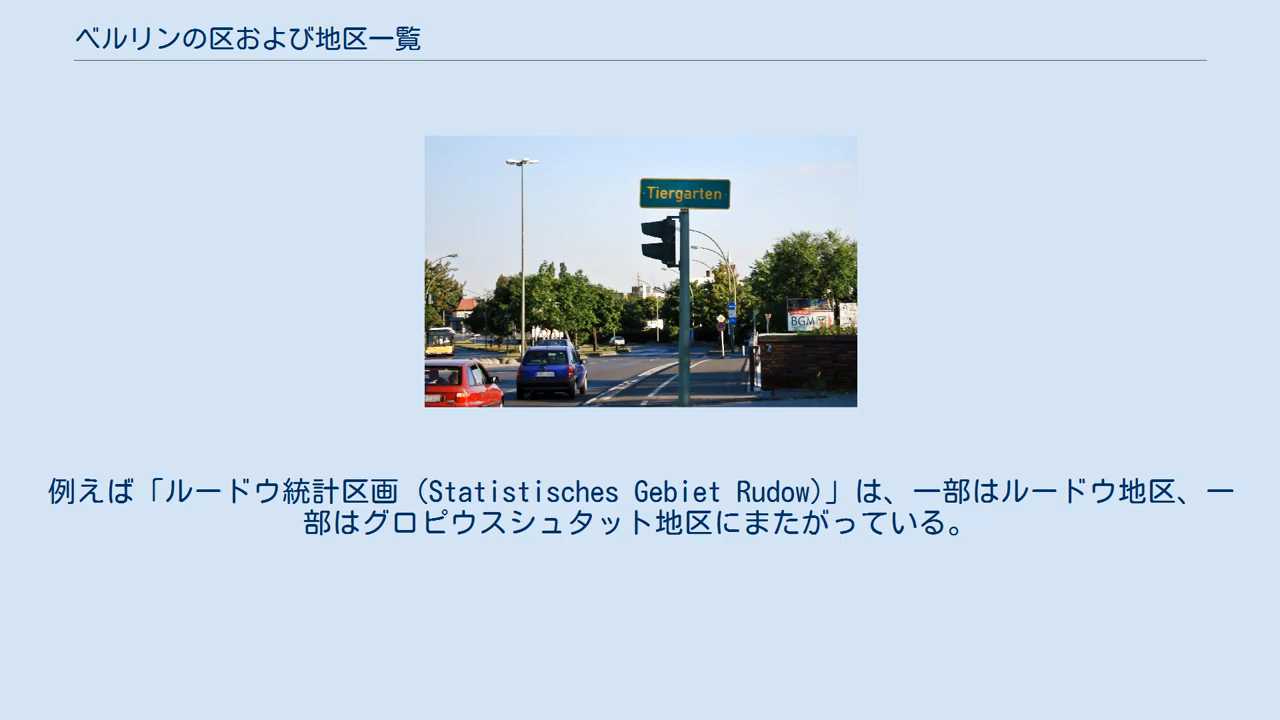 ベルリンの区および地区一覧
Tiergarten
BGM
例えば「ルードウ統計区画 (Statistisches Gebiet Rudow)」は、一部はルードウ地区、一
部はグロピウスシュタット地区にまたがっている。